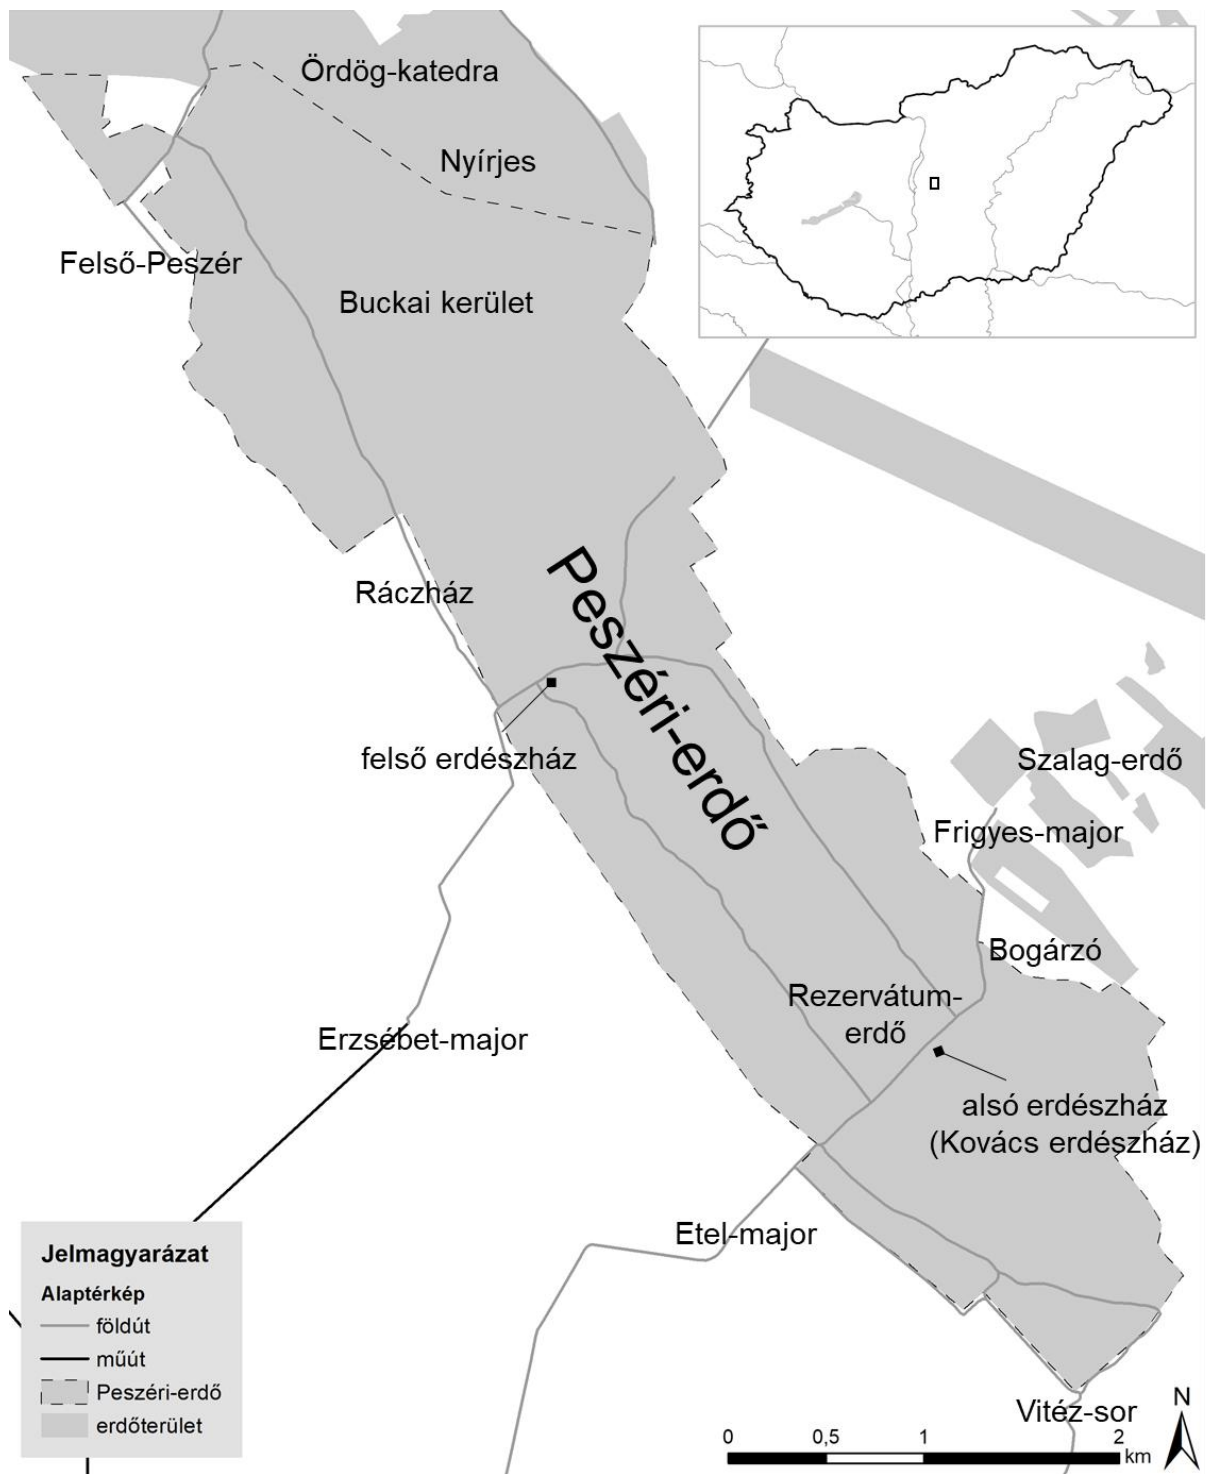 Ördög-katedra
Nyírjes
Felső-Peszér
Buckai kerület
Ráczház
Peszéri-erdő
felső erdészház
Szalag-erdő
Frigyes-major
Bogárzó
Rezervátum-
erdő
Erzsébet-major
alsó erdészház
(Kovács erdészház)
Etel-major
Vitéz-sor
Jelmagyarázat
Alaptérkép
földút
műút
Peszéri-erdő
erdőterület
N
0 0,5 1 2
km